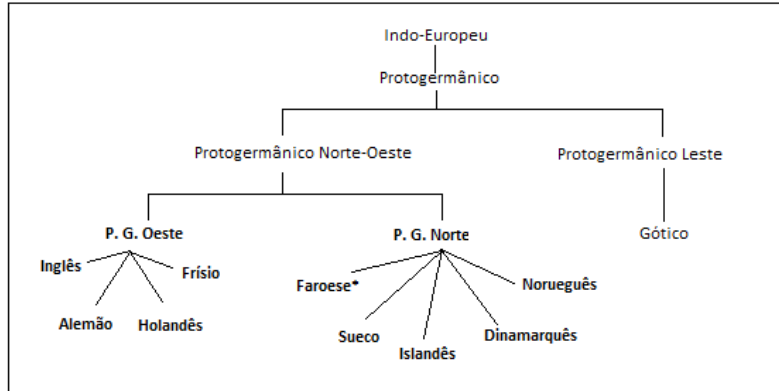 Indo-Europeu
Protogermânico
Protogermânico Norte-Oeste
Protogermânico Leste
P. G. Oeste
P. G. Norte
Gótico
Inglês
Frísio
Alemão
Holandês
Faroese*
Norueguês
Sueco
Islandês
Dinamarquês